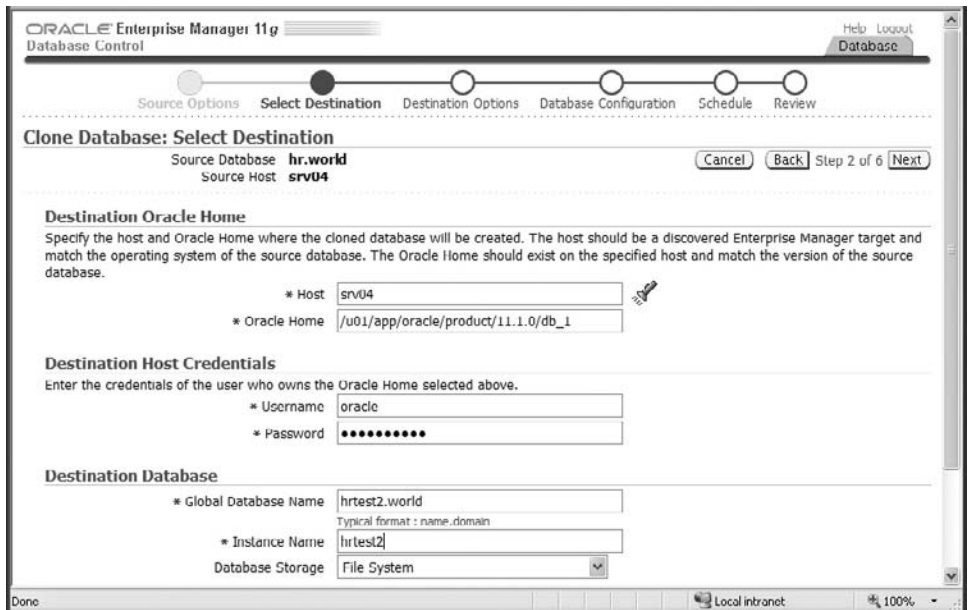 ORACLE Enterprise Manager 11g
Database Control
Help Logout
Database
Source Options Select Destination Destination Options Database Configuration Schedule Review
Clone Database: Select Destination
Source Database hr.world
Source Host srv04
Cancel Back Step 2 of 6 Next
Destination Oracle Home
Specify the host and Oracle Home where the cloned database will be created. The host should be a discovered Enterprise Manager target and
match the operating system of the source database. The Oracle Home should exist on the specified host and match the version of the source
database.
* Host srv04
* Oracle Home /u01/app/oracle/product/11.1.0/db_1
Destination Host Credentials
Enter the credentials of the user who owns the Oracle Home selected above.
* Username oracle
* Password ●●●●●●●●●●
Destination Database
* Global Database Name hrtest2.world
Typical format : name.domain
* Instance Name hrtest2
Database Storage File System
Done
Local intranet
100%